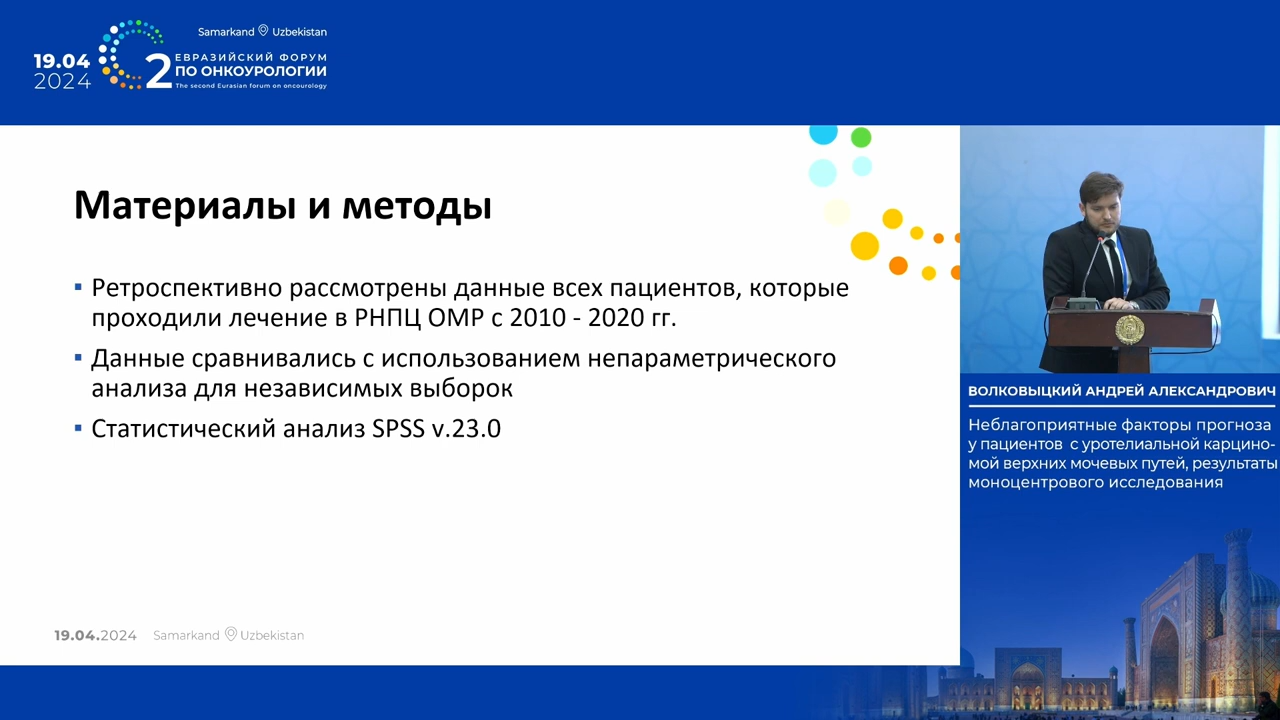 Samarkand Uzbekistan
19.04
2024
2
ЕВРАЗИЙСКИЙ ФОРУМ
ПО ОНКОУРОЛОГИИ
The second Eurasian forum on oncourology
Материалы и методы
▪ Ретроспективно рассмотрены данные всех пациентов, которые
проходили лечение в РНПЦ ОМР с 2010 - 2020 гг.
▪ Данные сравнивались с использованием непараметрического
анализа для независимых выборок
▪ Статистический анализ SPSS v.23.0
19.04.2024 Samarkand Uzbekistan
ВОЛКОВЫЦКИЙ АНДРЕЙ АЛЕКСАНДРОВИЧ
Неблагоприятные факторы прогноза
у пациентов с уротелиальной карцино-
мой верхних мочевых путей, результаты
моноцентрового исследования